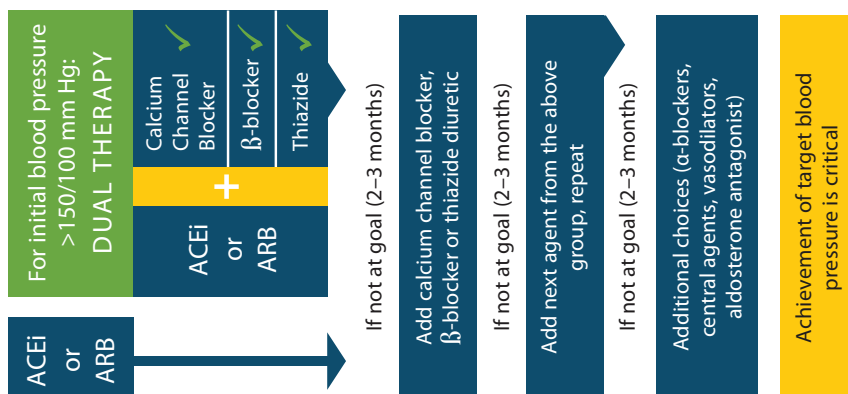 ACEi
or
ARB
For initial blood pressure
>150/100 mm Hg:
DUAL THERAPY
ACEi
or
ARB
+
Calcium
Channel
Blocker
✓
ß-blocker ✓
Thiazide ✓
If not at goal (2–3 months)
Add calcium channel blocker,
ß-blocker or thiazide diuretic
If not at goal (2–3 months)
Add next agent from the above
group, repeat
If not at goal (2–3 months)
Additional choices (α-blockers,
central agents, vasodilators,
aldosterone antagonist)
Achievement of target blood
pressure is critical